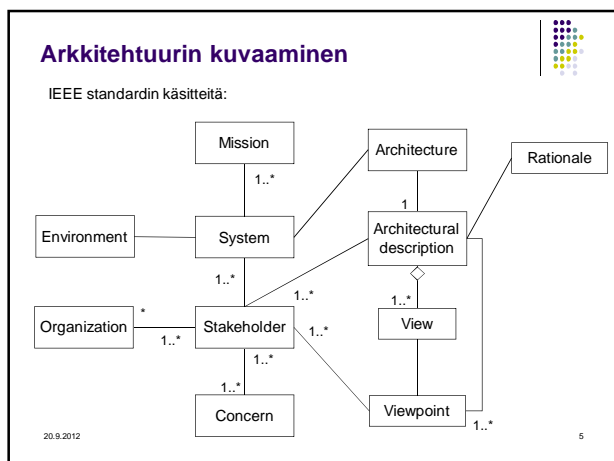 Arkkitehtuurin kuvaaminen
IEEE standardin käsitteitä:
Mission
Architecture
Rationale
1..*
1
Environment
System
Architectural
description
1..*
1..*
1..*
Organization
*
1..*
Stakeholder
1..*
View
1..*
1..*
Concern
Viewpoint
1..*
20.9.2012
5